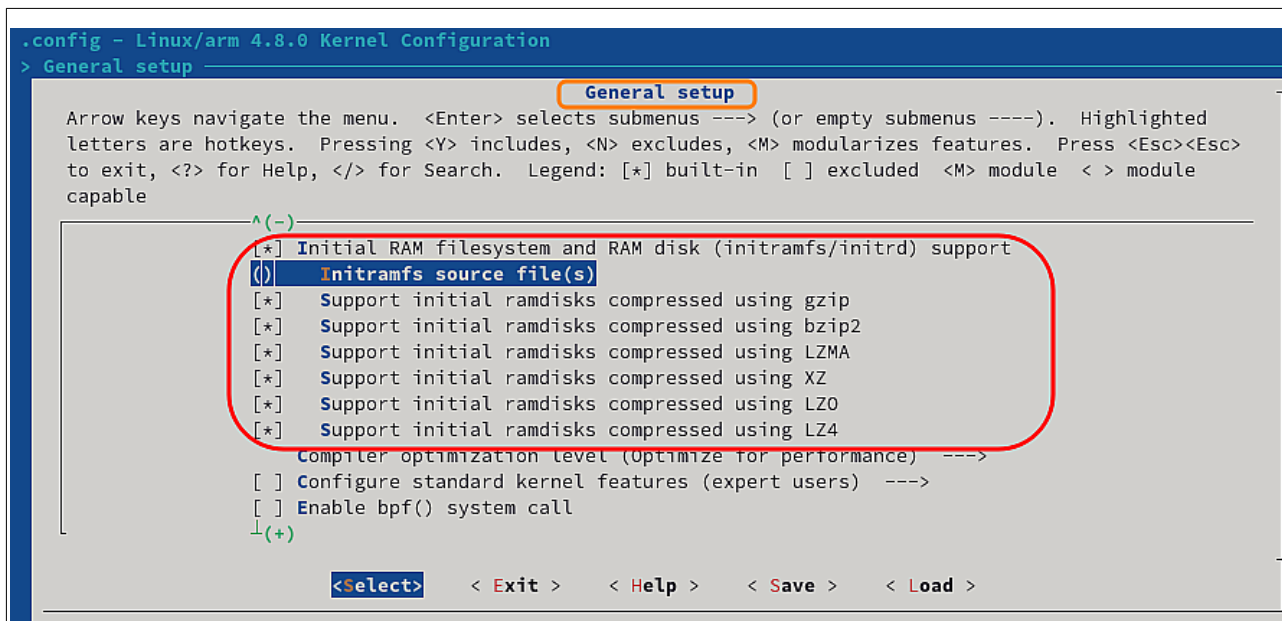 .config - Linux/arm 4.8.0 Kernel Configuration
> General setup
General setup
Arrow keys navigate the menu.  <Enter> selects submenus ---> (or empty submenus ----).  Highlighted
letters are hotkeys.  Pressing <Y> includes, <N> excludes, <M> modularizes features.  Press <Esc><Esc>
to exit, <?> for Help, </> for Search.  Legend: [*] built-in  [ ] excluded  <M> module  < > module
capable
^(-)
[*] Initial RAM filesystem and RAM disk (initramfs/initrd) support
()    Initramfs source file(s)
[*]   Support initial ramdisks compressed using gzip
[*]   Support initial ramdisks compressed using bzip2
[*]   Support initial ramdisks compressed using LZMA
[*]   Support initial ramdisks compressed using XZ
[*]   Support initial ramdisks compressed using LZO
[*]   Support initial ramdisks compressed using LZ4
Compiler optimization level (Optimize for performance)  --->
[ ] Configure standard kernel features (expert users)  --->
[ ] Enable bpf() system call
┴(+)
<Select>    < Exit >    < Help >    < Save >    < Load >